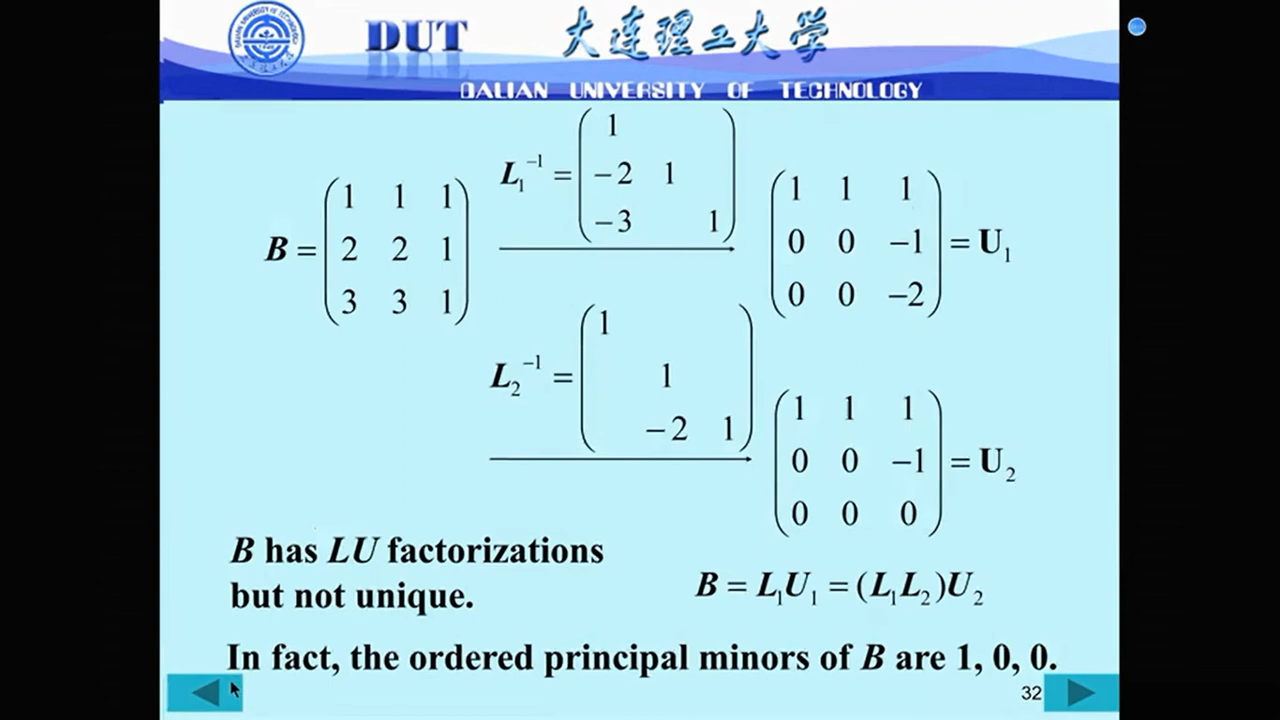 DUT 大连理工大学
DALIAN UNIVERSITY OF TECHNOLOGY
B = (1 1 1; 2 2 1; 3 3 1)
L₁⁻¹ = (1; −2 1; −3 1)
(1 1 1; 0 0 −1; 0 0 −2) = U₁
L₂⁻¹ = (1; 1; −2 1)
(1 1 1; 0 0 −1; 0 0 0) = U₂
B has LU factorizations
but not unique.
B = L₁U₁ = (L₁L₂)U₂
In fact, the ordered principal minors of B are 1, 0, 0.
32